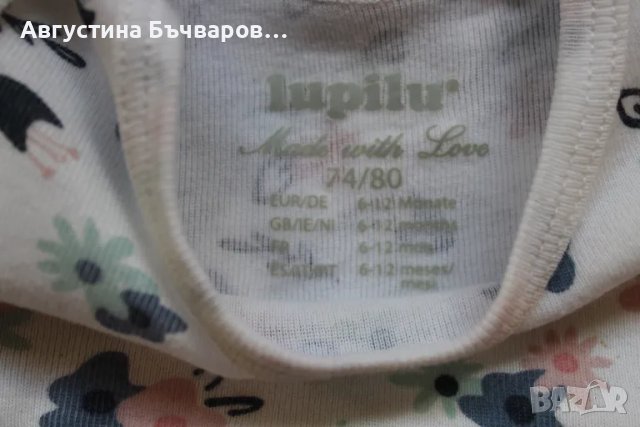 Августина Бъчваров...
lupilu®
Made with Love
74/80
EUR/DE 6-12 Monate
GB/IE/NI 6-12 months
FR 6-12 mois
ES/IT/PT 6-12 meses/
mesi
BAZAR